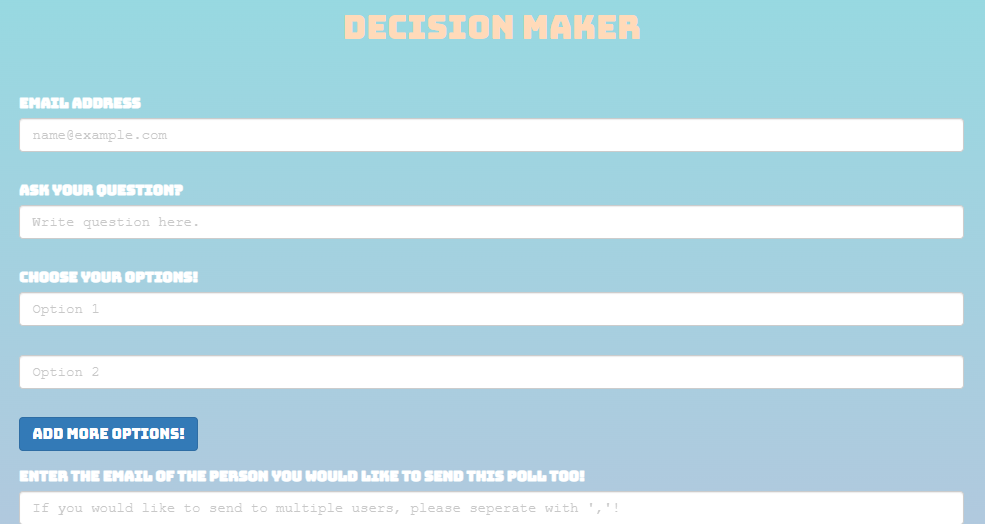 DECISION MAKER
EMAIL ADDRESS
name@example.com
ASK YOUR QUESTION?
Write question here.
CHOOSE YOUR OPTIONS!
Option 1
Option 2
ADD MORE OPTIONS!
ENTER THE EMAIL OF THE PERSON YOU WOULD LIKE TO SEND THIS POLL TOO!
If you would like to send to multiple users, please seperate with ','!